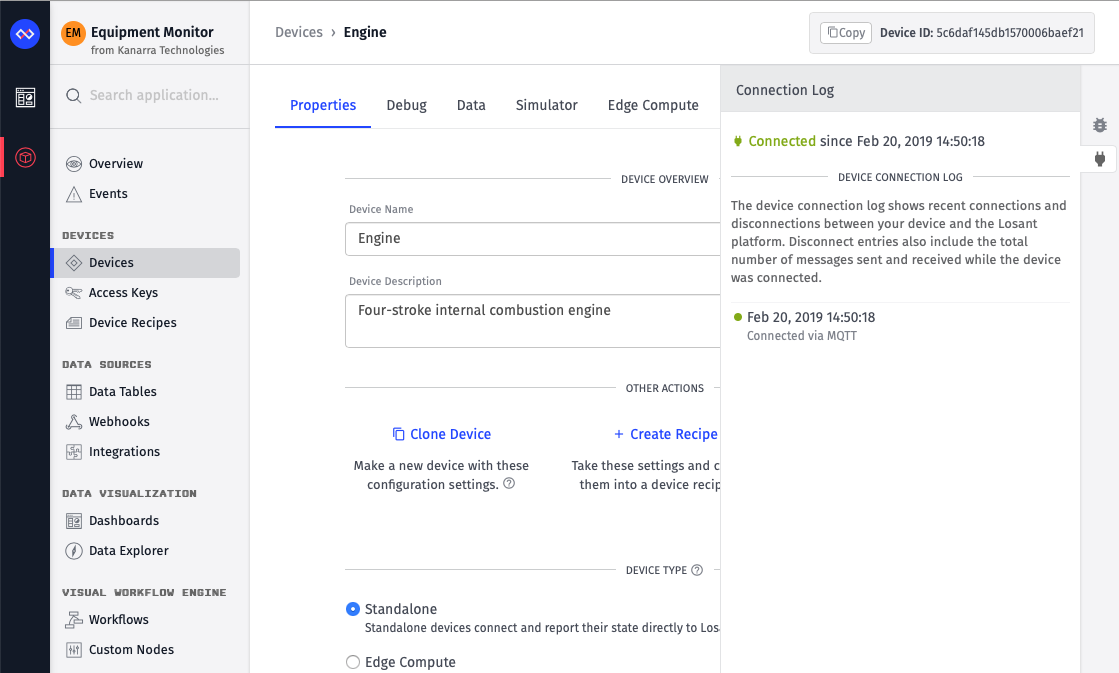 EM
Equipment Monitor
from Kanarra Technologies
Search application...
Overview
Events
DEVICES
Devices
Access Keys
Device Recipes
DATA SOURCES
Data Tables
Webhooks
Integrations
DATA VISUALIZATION
Dashboards
Data Explorer
VISUAL WORKFLOW ENGINE
Workflows
Custom Nodes
Devices › Engine
Copy Device ID: 5c6daf145db1570006baef21
Properties Debug Data Simulator Edge Compute
DEVICE OVERVIEW
Device Name
Engine
Device Description
Four-stroke internal combustion engine
OTHER ACTIONS
Clone Device
Make a new device with these
configuration settings. ?
+ Create Recipe
Take these settings and c
them into a device recip
DEVICE TYPE ?
Standalone
Standalone devices connect and report their state directly to Los
Edge Compute
Connection Log
Connected since Feb 20, 2019 14:50:18
DEVICE CONNECTION LOG
The device connection log shows recent connections and
disconnections between your device and the Losant
platform. Disconnect entries also include the total
number of messages sent and received while the device
was connected.
Feb 20, 2019 14:50:18
Connected via MQTT